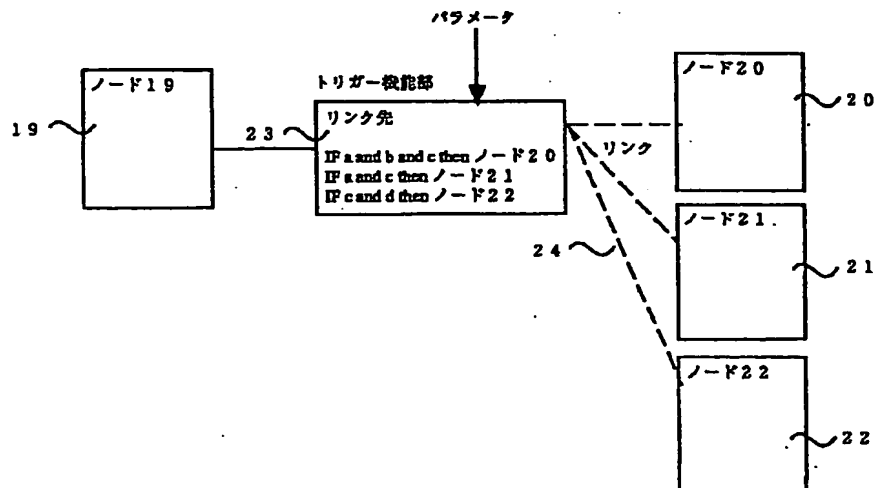 パラメータ
ノード19
19
トリガー機能部
23
リンク先
IF a and b and c then ノード20
IF a and c then ノード21
IF c and d then ノード22
リンク
24
ノード20
20
ノード21
21
ノード22
22